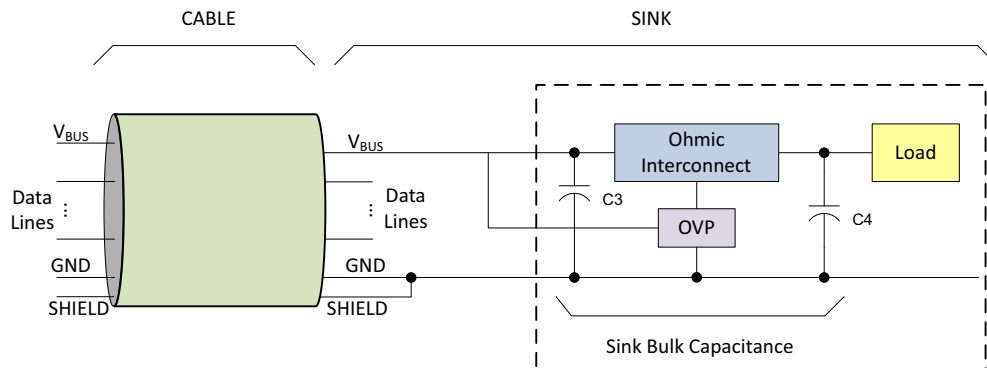 CABLE
SINK
VBUS
Data
Lines
GND
SHIELD
VBUS
Data
Lines
GND
SHIELD
Ohmic
Interconnect
Load
C3
OVP
C4
Sink Bulk Capacitance